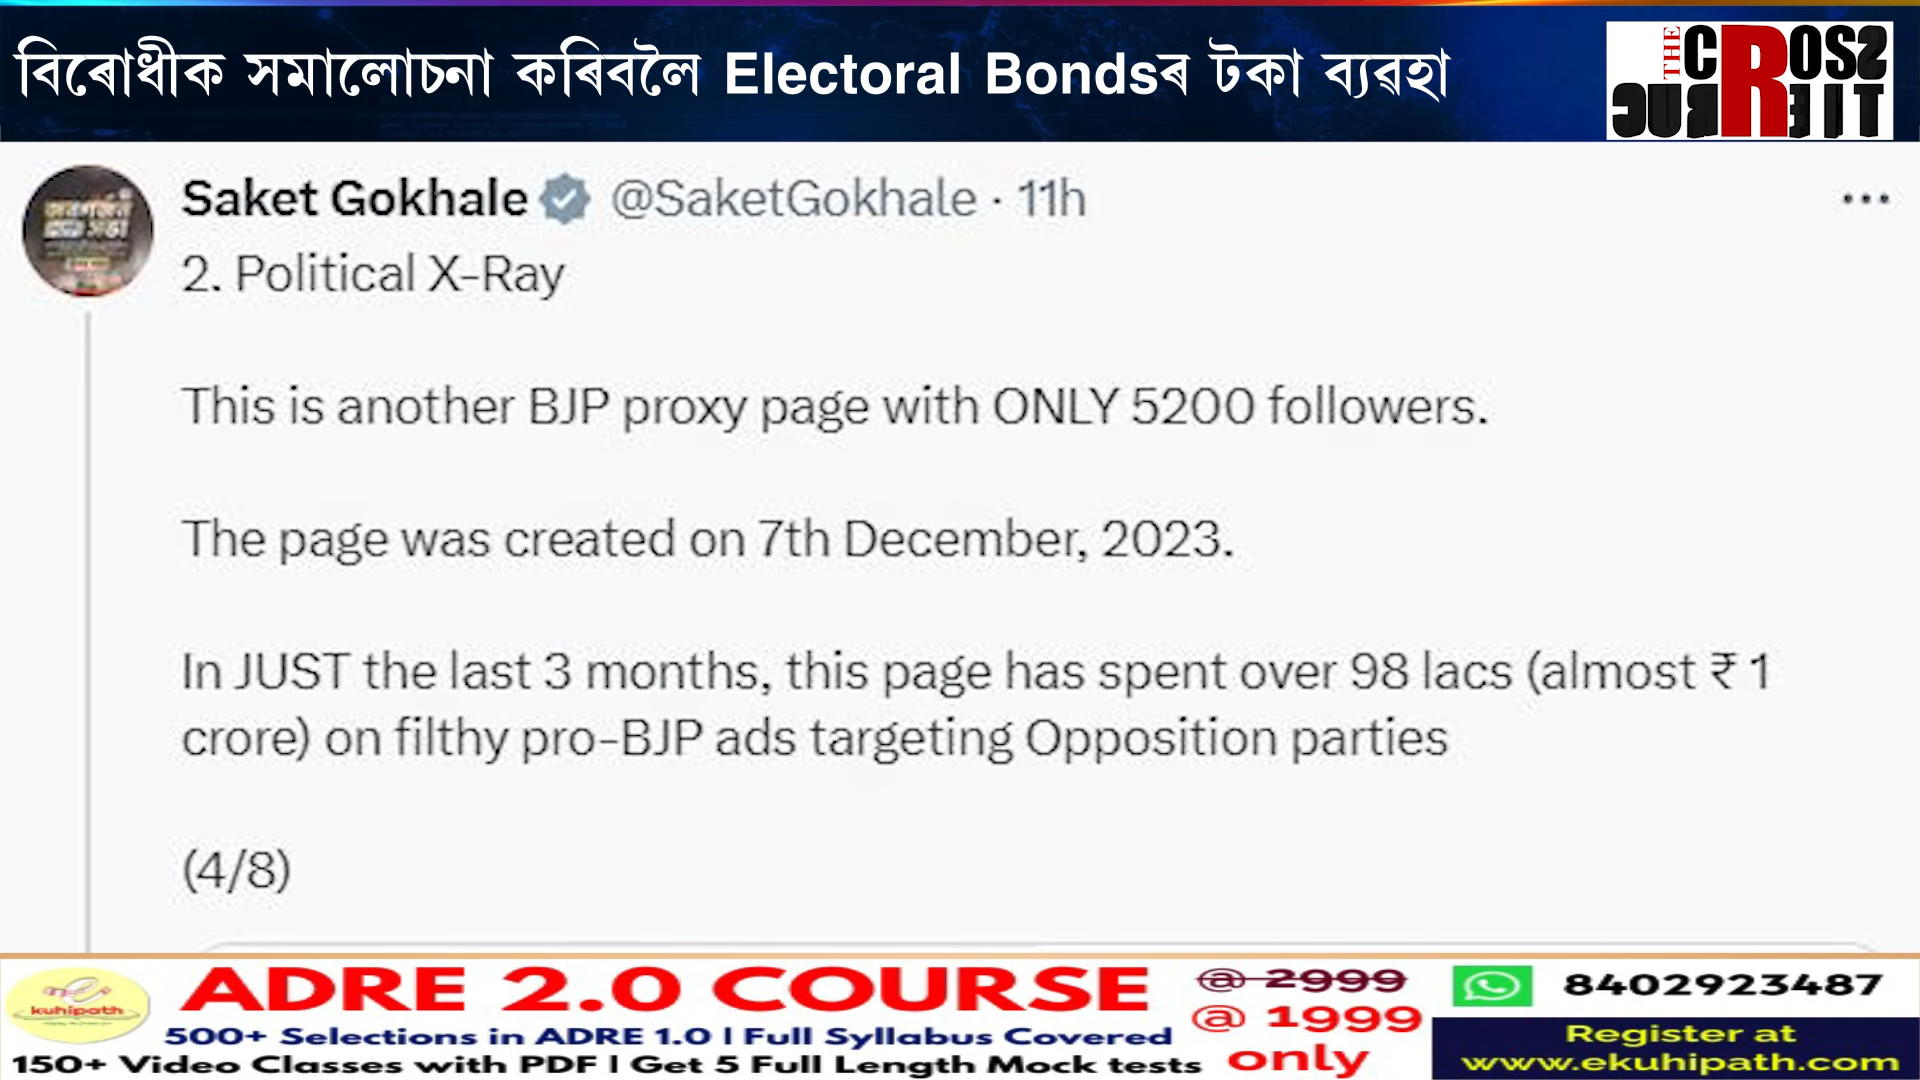 বিৰোধীক সমালোচনা কৰিবলৈ Electoral Bondsৰ টকা ব্যৱহা
THE CROSS CURRENT
Saket Gokhale @SaketGokhale · 11h
2. Political X-Ray
This is another BJP proxy page with ONLY 5200 followers.
The page was created on 7th December, 2023.
In JUST the last 3 months, this page has spent over 98 lacs (almost ₹ 1
crore) on filthy pro-BJP ads targeting Opposition parties
(4/8)
kuhipath
ADRE 2.0 COURSE
500+ Selections in ADRE 1.0 | Full Syllabus Covered
150+ Video Classes with PDF | Get 5 Full Length Mock tests
@ 2999
@ 1999
only
8402923487
Register at
www.ekuhipath.com